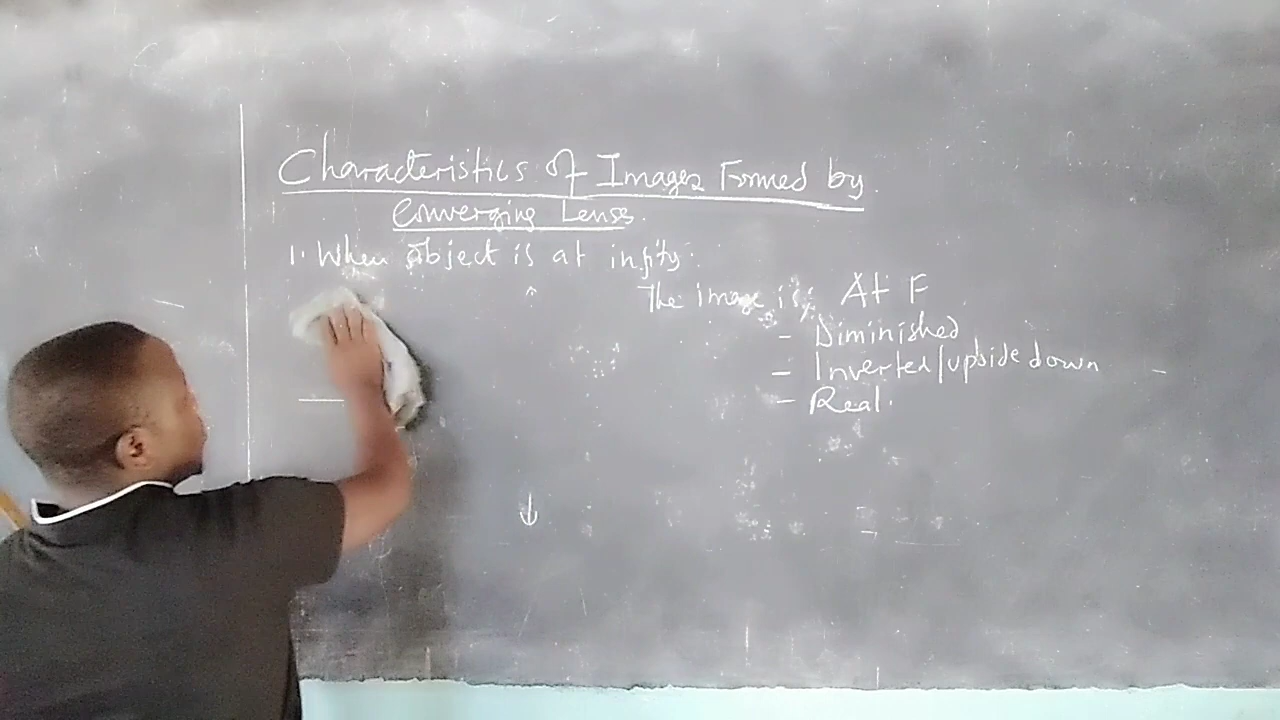 Characteristics of Images Formed by
Converging Lenses.
1. When object is at infity.
The image is: At F
- Diminished
- Inverted/upside down
- Real.